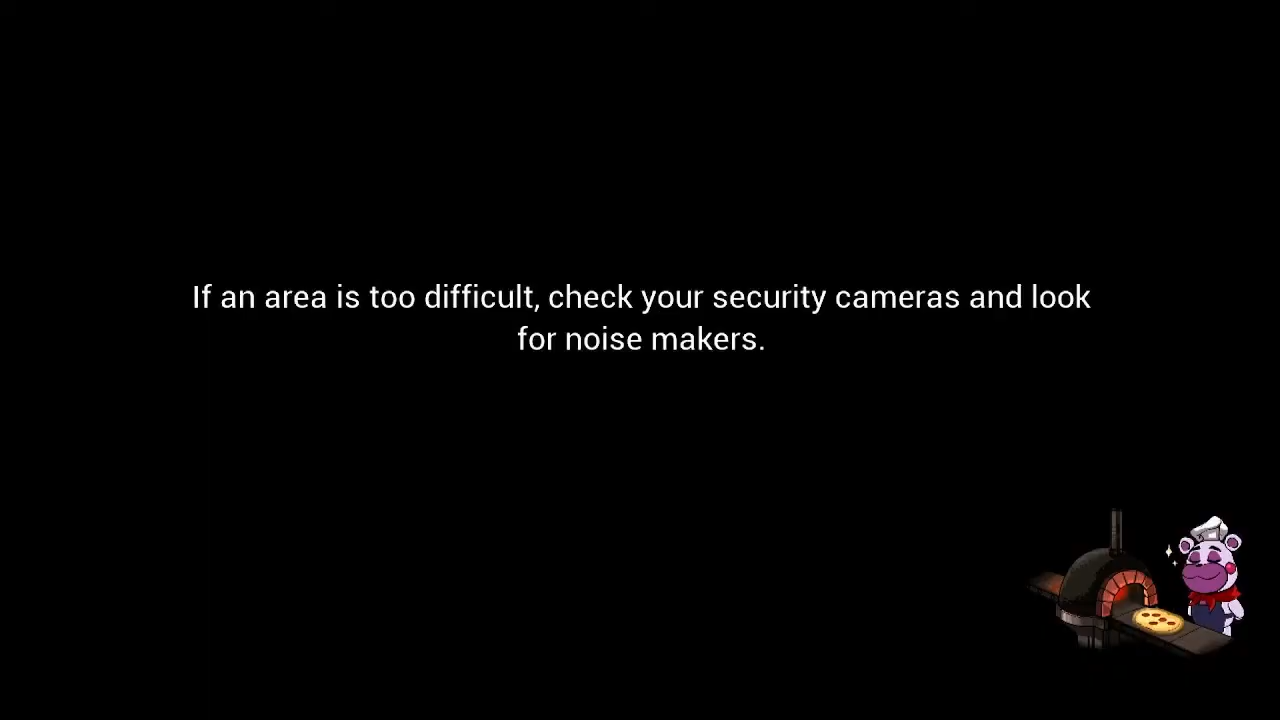 If an area is too difficult, check your security cameras and look
for noise makers.